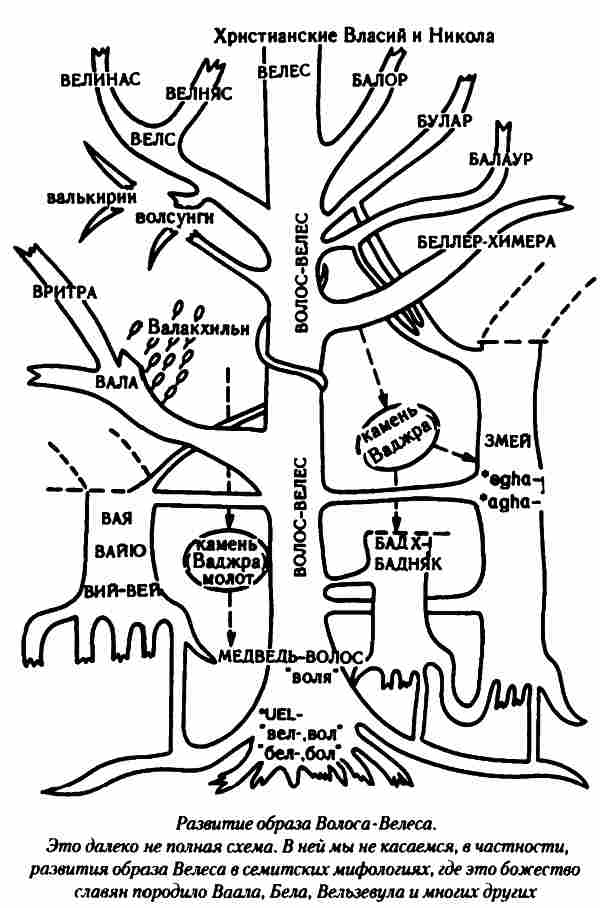 Христианские Власий и Никола
ВЕЛИНАС
ВЕЛНЯС
ВЕЛЕС
БАЛОР
ВЕЛС
БУЛАР
БАЛАУР
валькирии
волсунги
ВОЛОС-ВЕЛЕС
БЕЛЛЕР-ХИМЕРА
ВРИТРА
Валакхильи
ВАЛА
камень
(Ваджра)
ЗМЕЙ
*egha-
*agha-
ВОЛОС-ВЕЛЕС
ВАЯ
ВАЙЮ
ВИЙ-ВЕЙ
камень
(Ваджра)
молот
БАДХ-
БАДНЯК
МЕДВЕДЬ-ВОЛОС
"воля"
*UEL-
"вел-,вол"
"бел-,бол"
Развитие образа Волоса-Велеса.
Это далеко не полная схема. В ней мы не касаемся, в частности,
развития образа Велеса в семитских мифологиях, где это божество
славян породило Ваала, Бела, Вельзевула и многих других